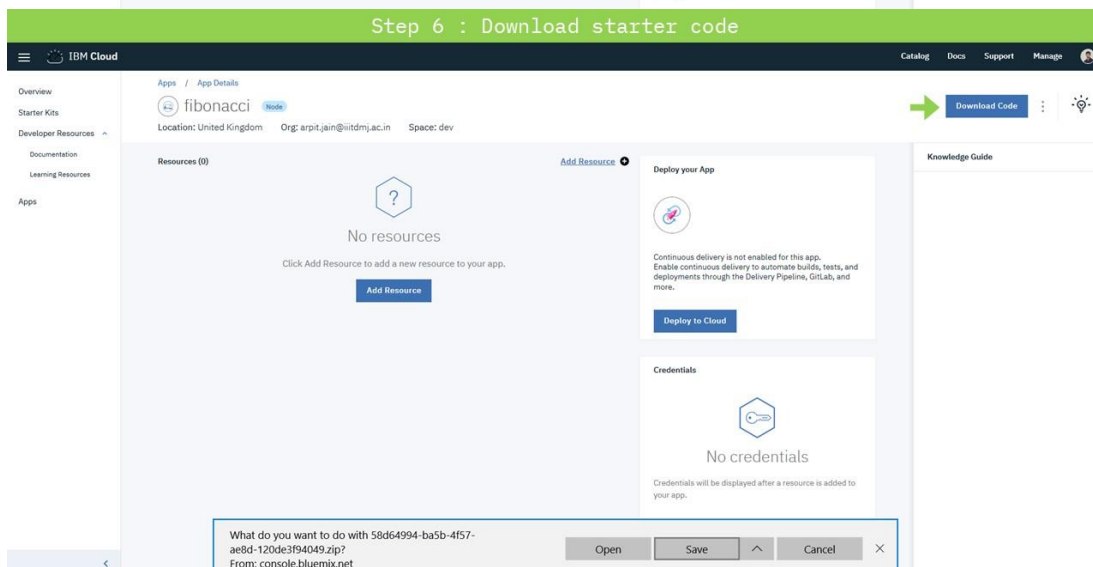 Step 6 : Download starter code
IBM Cloud
Catalog Docs Support Manage
Overview
Starter Kits
Developer Resources
Documentation
Learning Resources
Apps
Apps / App Details
fibonacci Node
Location: United Kingdom Org: arpit.jain@iiitdmj.ac.in Space: dev
Download Code
Resources (0)
Add Resource
No resources
Click Add Resource to add a new resource to your app.
Add Resource
Deploy your App
Continuous delivery is not enabled for this app.
Enable continuous delivery to automate builds, tests, and
deployments through the Delivery Pipeline, GitLab, and
more.
Deploy to Cloud
Credentials
No credentials
Credentials will be displayed after a resource is added to
your app.
Knowledge Guide
What do you want to do with 58d64994-ba5b-4f57-
ae8d-120de3f94049.zip?
From: console.bluemix.net
Open
Save
Cancel